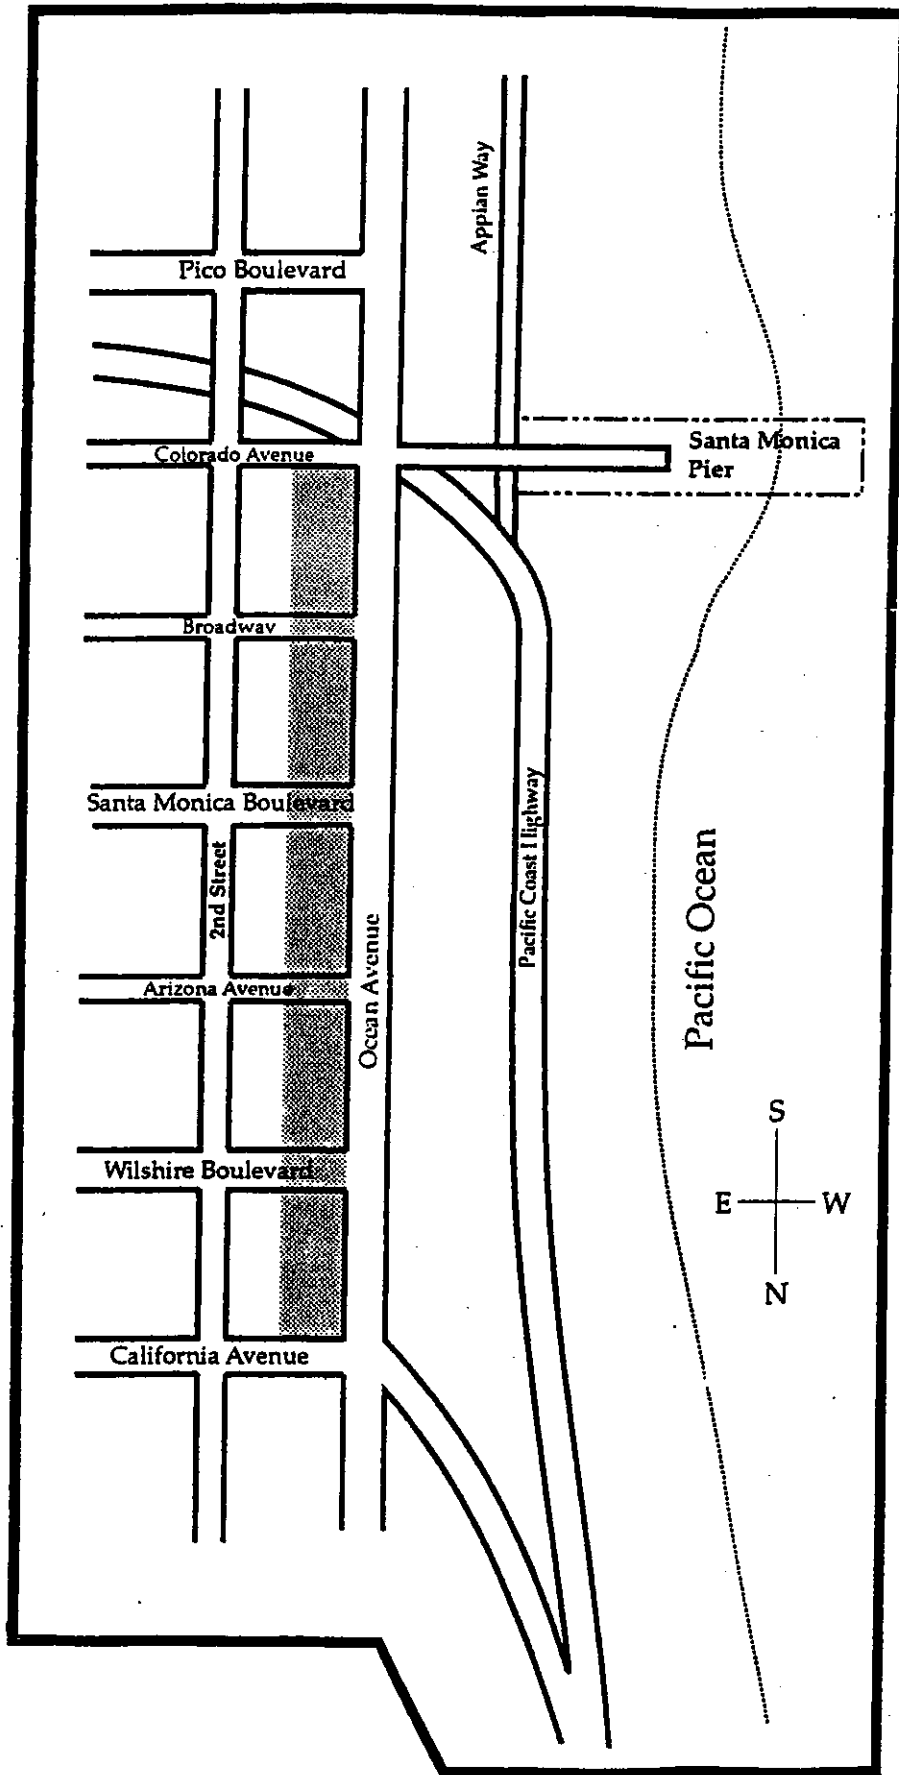 Appian Way
Pico Boulevard
Colorado Avenue
Santa Monica
Pier
Broadway
Santa Monica Boulevard
2nd Street
Pacific Coast Highway
Ocean Avenue
Pacific Ocean
Arizona Avenue
Wilshire Boulevard
S
E
W
N
California Avenue